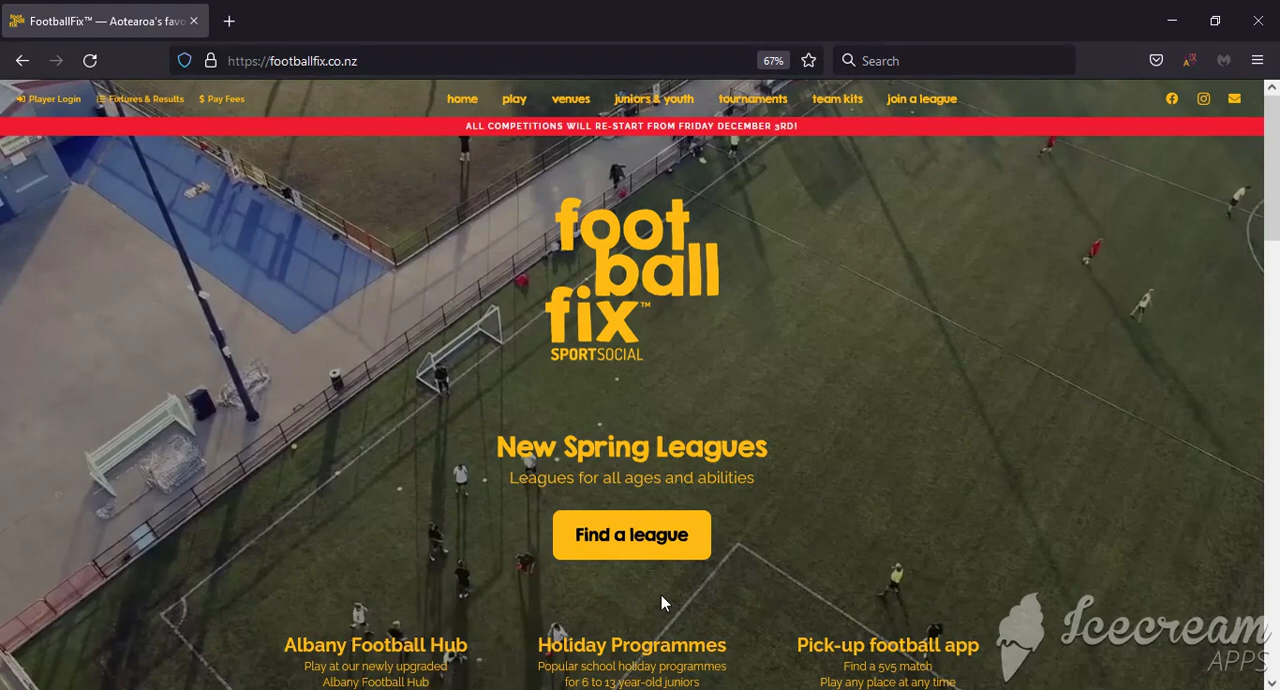 FootballFix™ — Aotearoa's favo
https://footballfix.co.nz
67%
Search
Player Login
Fixtures & Results
$ Pay Fees
home
play
venues
juniors & youth
tournaments
team kits
join a league
ALL COMPETITIONS WILL RE-START FROM FRIDAY DECEMBER 3RD!
foot
ball
fix™
SPORTSOCIAL
New Spring Leagues
Leagues for all ages and abilities
Find a league
Albany Football Hub
Play at our newly upgraded
Albany Football Hub
Holiday Programmes
Popular school holiday programmes
for 6 to 13 year-old juniors
Pick-up football app
Find a 5v5 match
Play any place at any time
Icecream
APPS